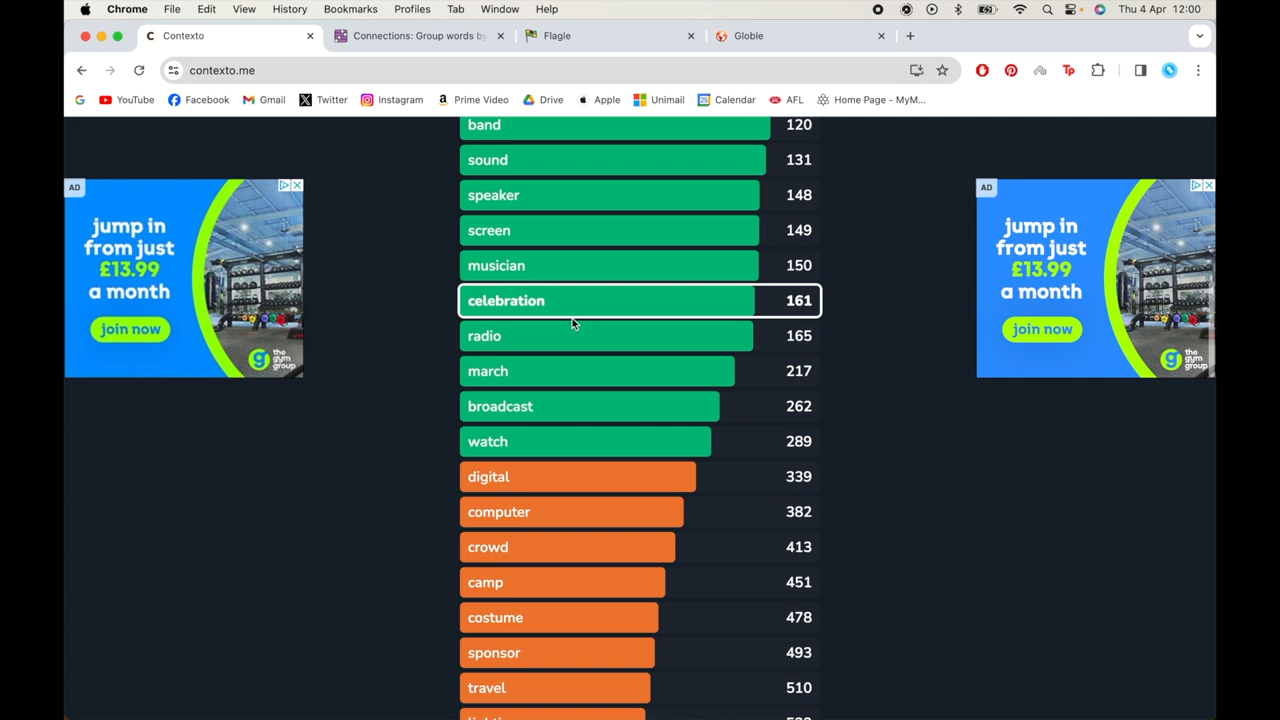 Chrome File Edit View History Bookmarks Profiles Tab Window Help Thu 4 Apr 12:00
C Contexto Connections: Group words by Flagle Globle
contexto.me
G YouTube Facebook Gmail Twitter Instagram a Prime Video Drive Apple Unimail Calendar AFL Home Page - MyM...
band 120
sound 131
speaker 148
screen 149
musician 150
celebration 161
radio 165
march 217
broadcast 262
watch 289
digital 339
computer 382
crowd 413
camp 451
costume 478
sponsor 493
travel 510
AD
jump in
from just
£13.99
a month
join now
the
gym
group
AD
jump in
from just
£13.99
a month
join now
the
gym
group